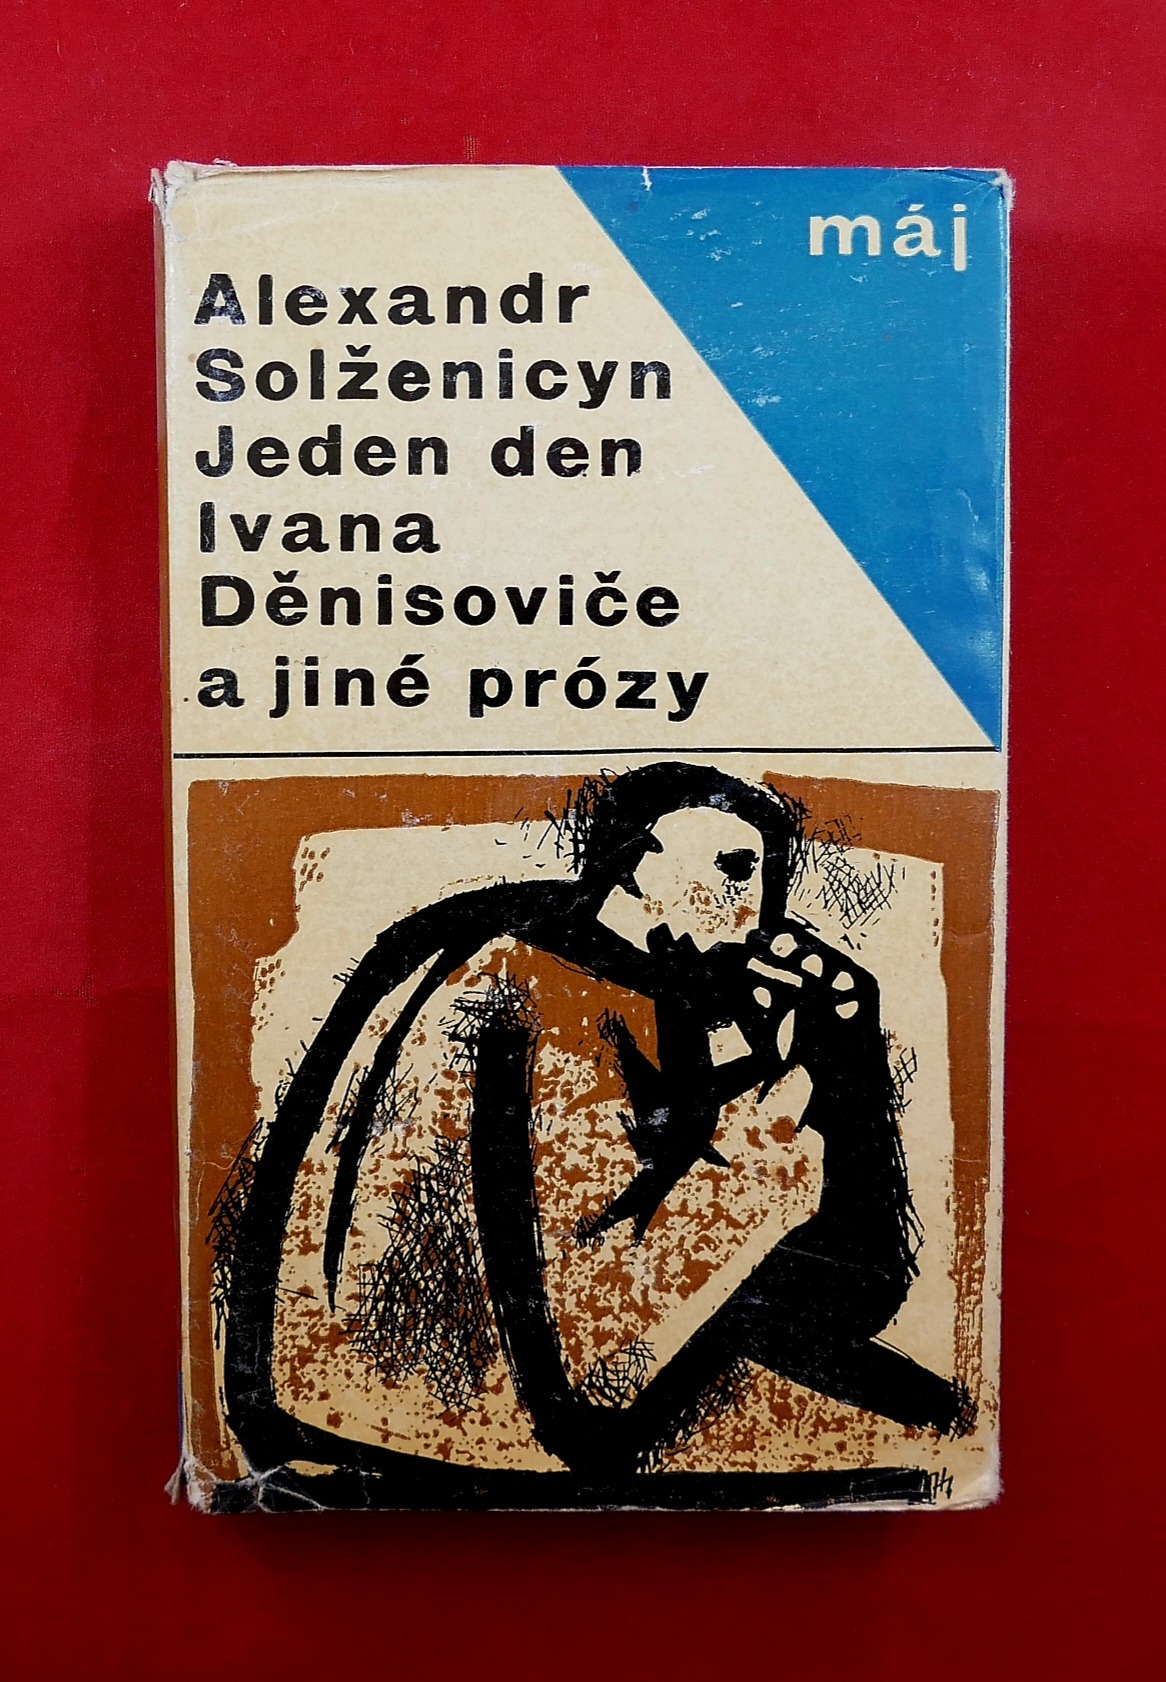 máj
Alexandr
Solženicyn
Jeden den
Ivana
Děnisoviče
a jiné prózy